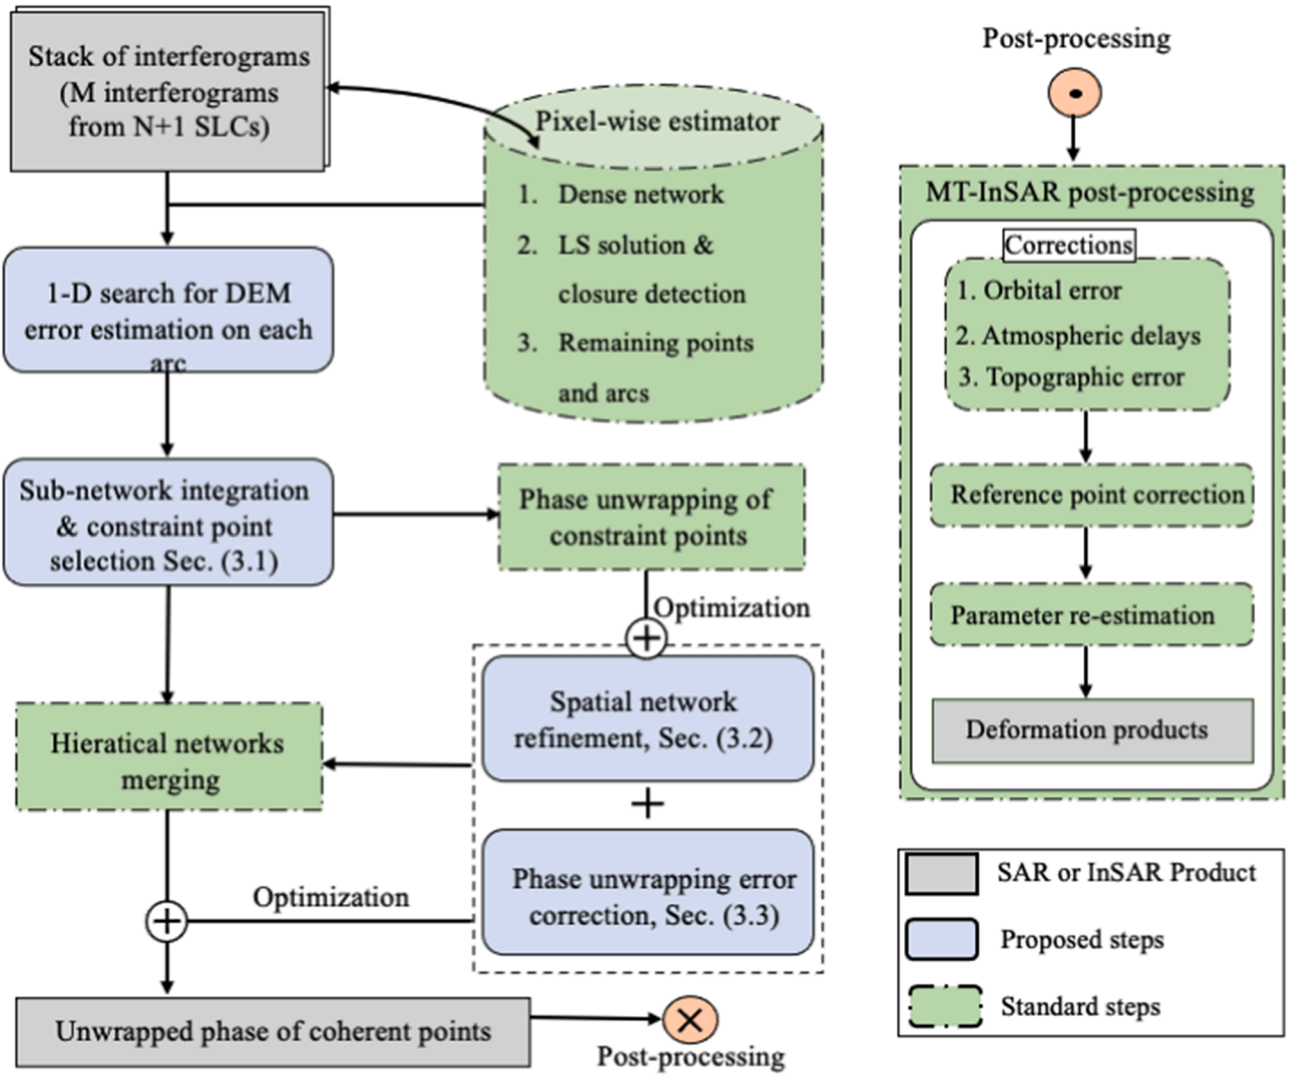 Stack of interferograms
(M interferograms
from N+1 SLCs)
Pixel-wise estimator
1. Dense network
2. LS solution &
closure detection
3. Remaining points
and arcs
1-D search for DEM
error estimation on each
arc
Sub-network integration
& constraint point
selection Sec. (3.1)
Phase unwrapping of
constraint points
Optimization
Spatial network
refinement, Sec. (3.2)
+
Phase unwrapping error
correction, Sec. (3.3)
Hieratical networks
merging
Optimization
Unwrapped phase of coherent points
Post-processing
Post-processing
MT-InSAR post-processing
Corrections
1. Orbital error
2. Atmospheric delays
3. Topographic error
Reference point correction
Parameter re-estimation
Deformation products
SAR or InSAR Product
Proposed steps
Standard steps